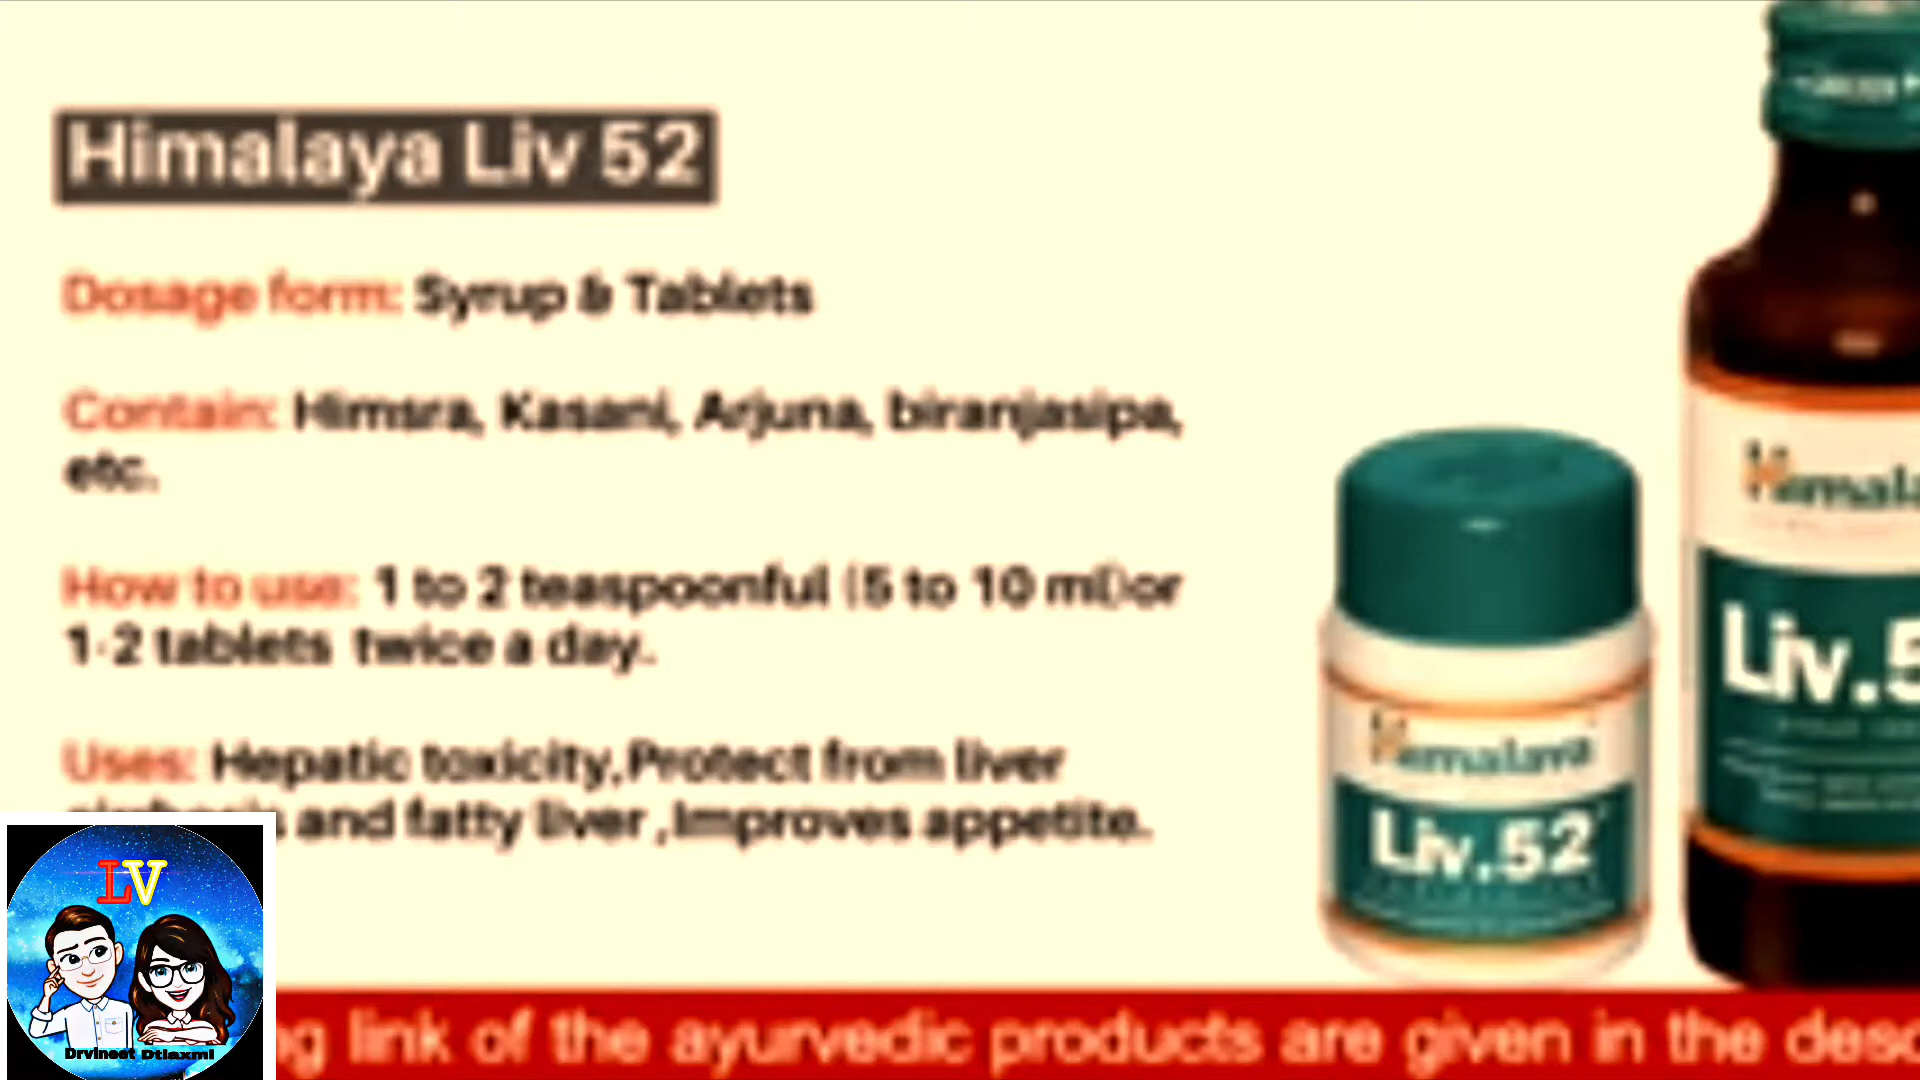 Himalaya Liv 52
Dosage form: Syrup & Tablets
Contain: Himsra, Kasani, Arjuna, biranjasipa,
etc.
How to use: 1 to 2 teaspoonful (5 to 10 ml)or
1-2 tablets twice a day.
Uses: Hepatic toxicity,Protect from liver
and fatty liver ,Improves appetite.
Himalaya
Liv.52
Himala
Liv.5
LV
Drvineet Dtlaxmi
ng link of the ayurvedic products are given in the desc